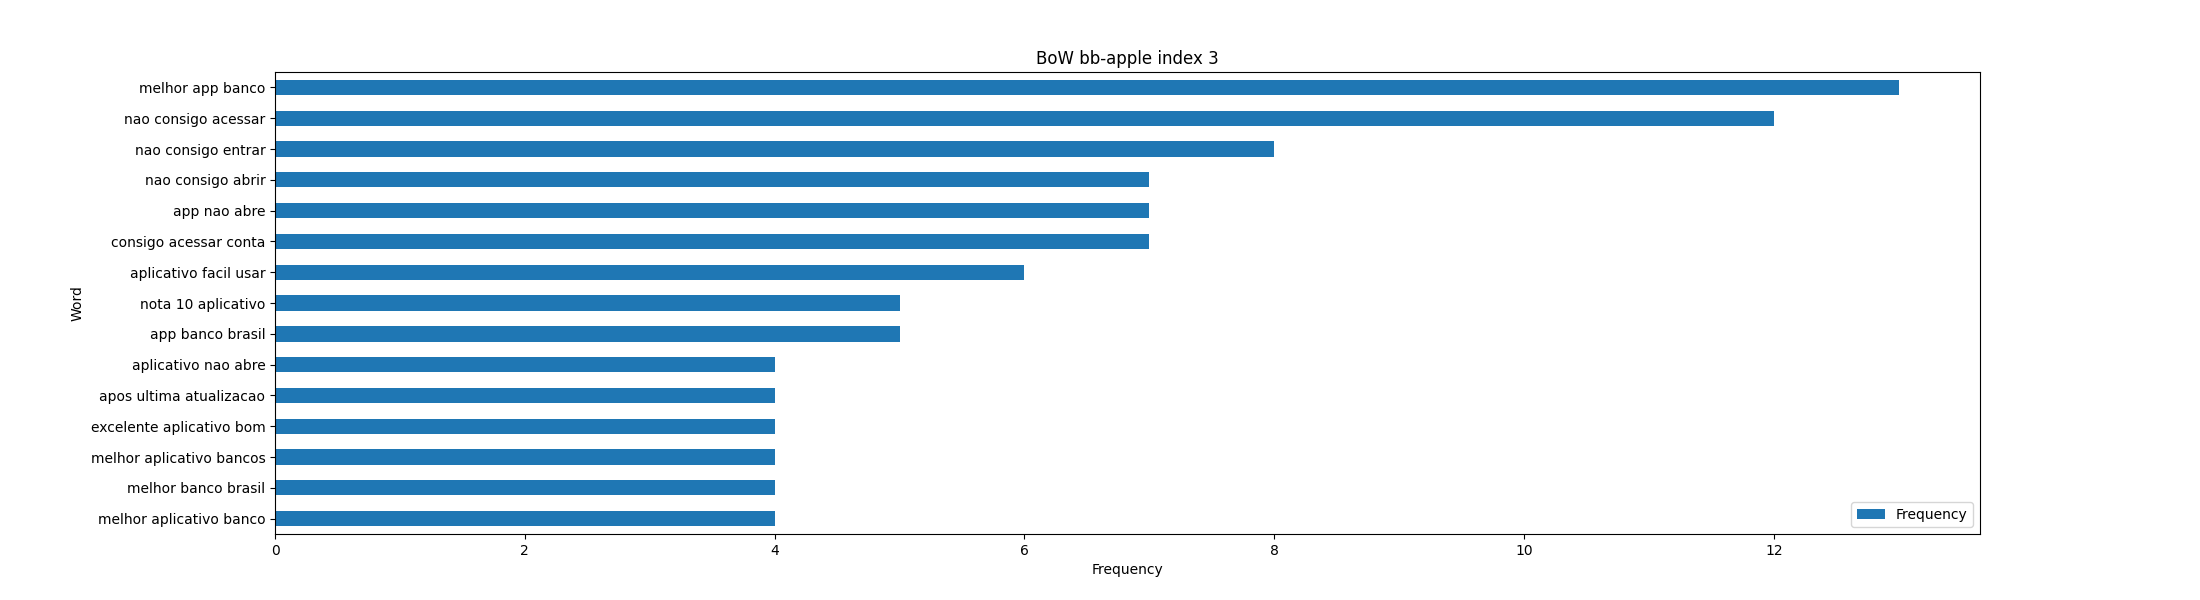 BoW bb-apple index 3
melhor app banco
nao consigo acessar
nao consigo entrar
nao consigo abrir
app nao abre
consigo acessar conta
aplicativo facil usar
nota 10 aplicativo
app banco brasil
aplicativo nao abre
apos ultima atualizacao
excelente aplicativo bom
melhor aplicativo bancos
melhor banco brasil
melhor aplicativo banco
Word
Frequency
0 2 4 6 8 10 12
Frequency